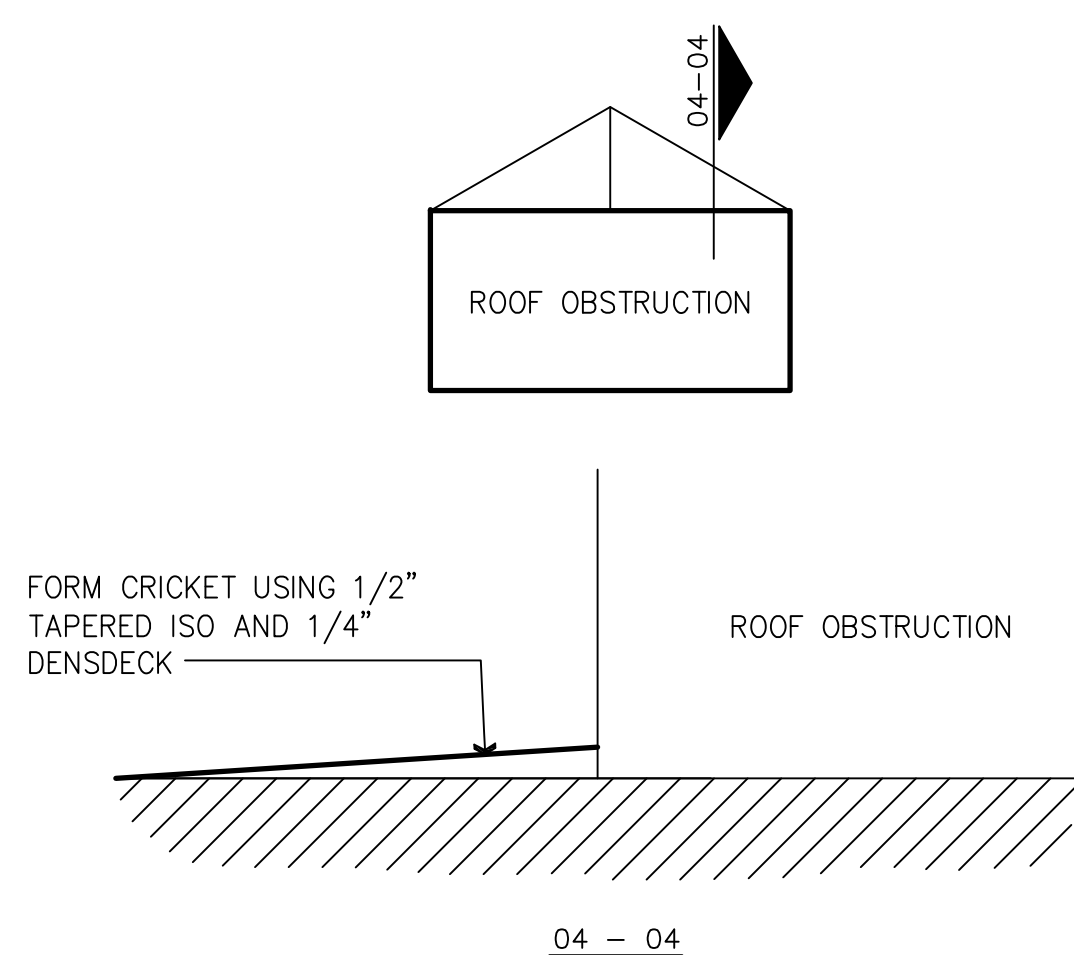 04-04
ROOF OBSTRUCTION
FORM CRICKET USING 1/2”
TAPERED ISO AND 1/4”
DENSDECK
ROOF OBSTRUCTION
04 - 04